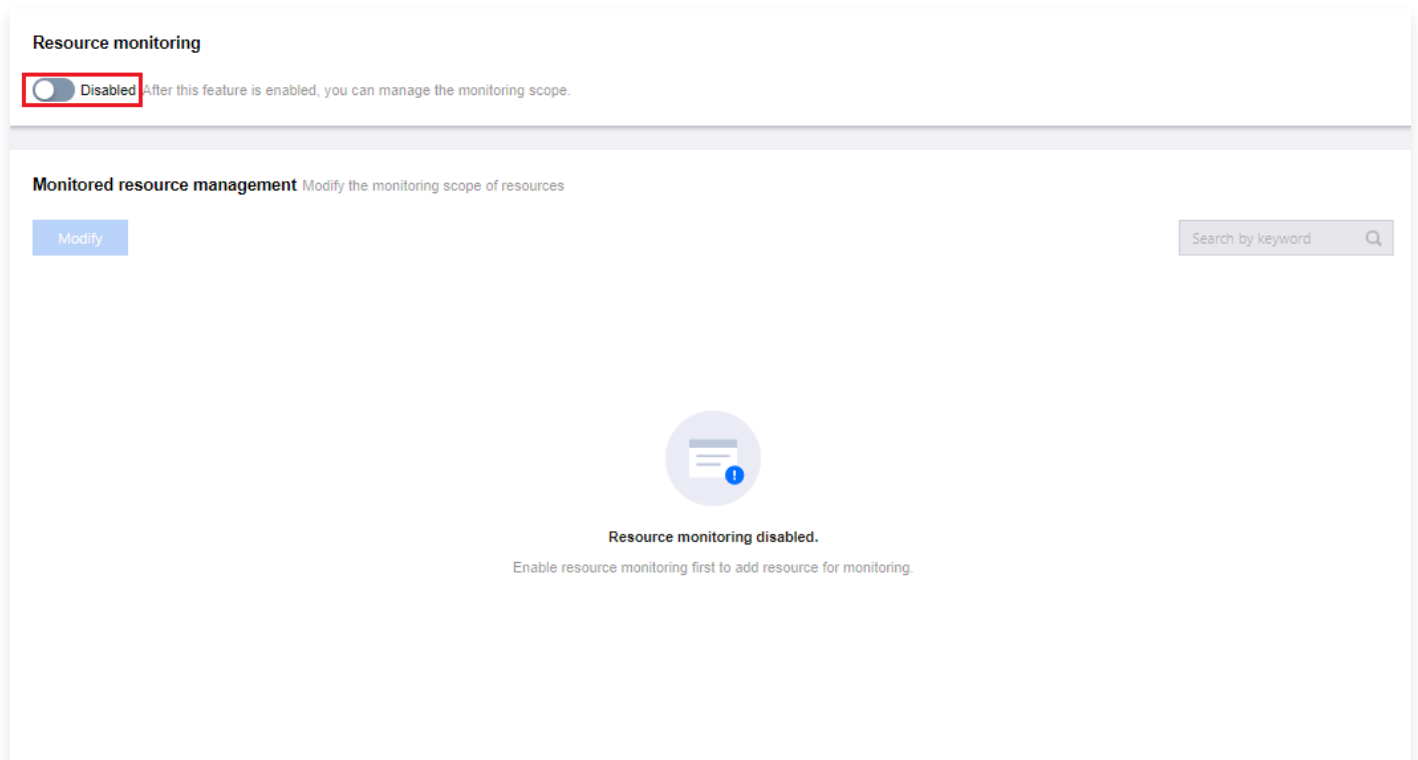 Resource monitoring
Disabled After this feature is enabled, you can manage the monitoring scope.
Monitored resource management Modify the monitoring scope of resources
Modify
Search by keyword
Resource monitoring disabled.
Enable resource monitoring first to add resource for monitoring.